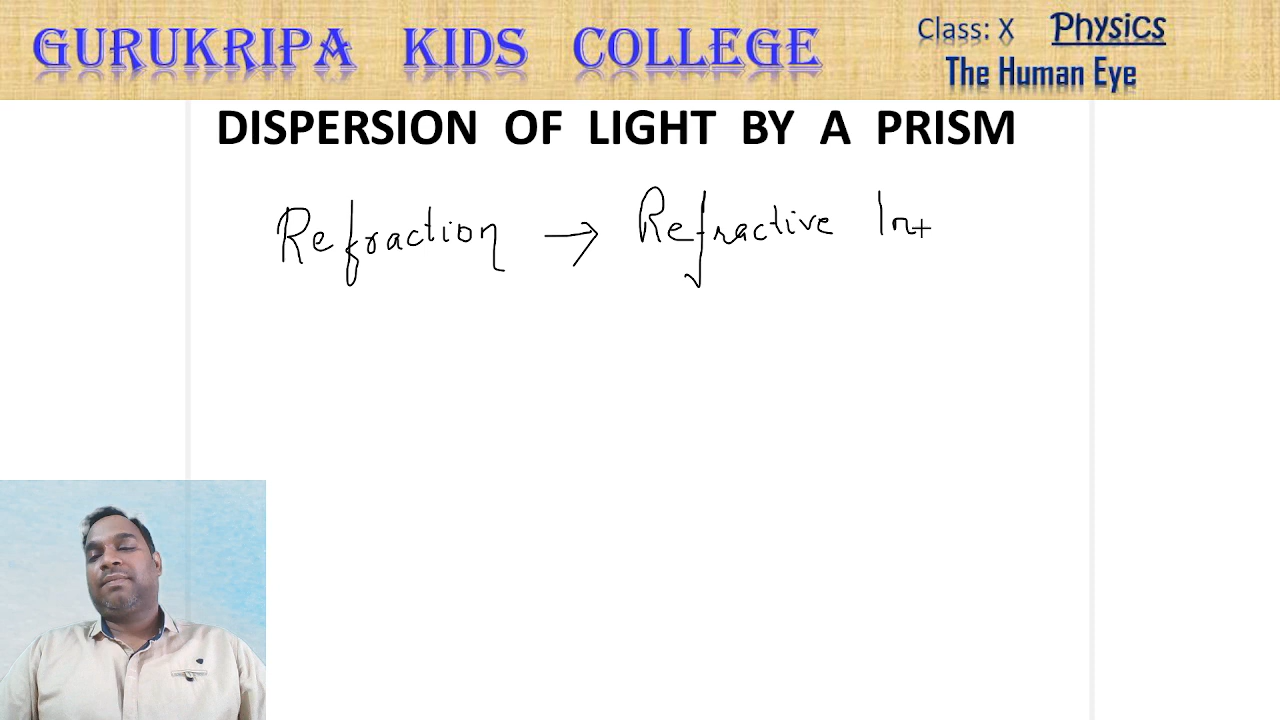 GURUKRIPA KIDS COLLEGE
Class: X Physics
The Human Eye
DISPERSION OF LIGHT BY A PRISM
Refraction → Refractive In